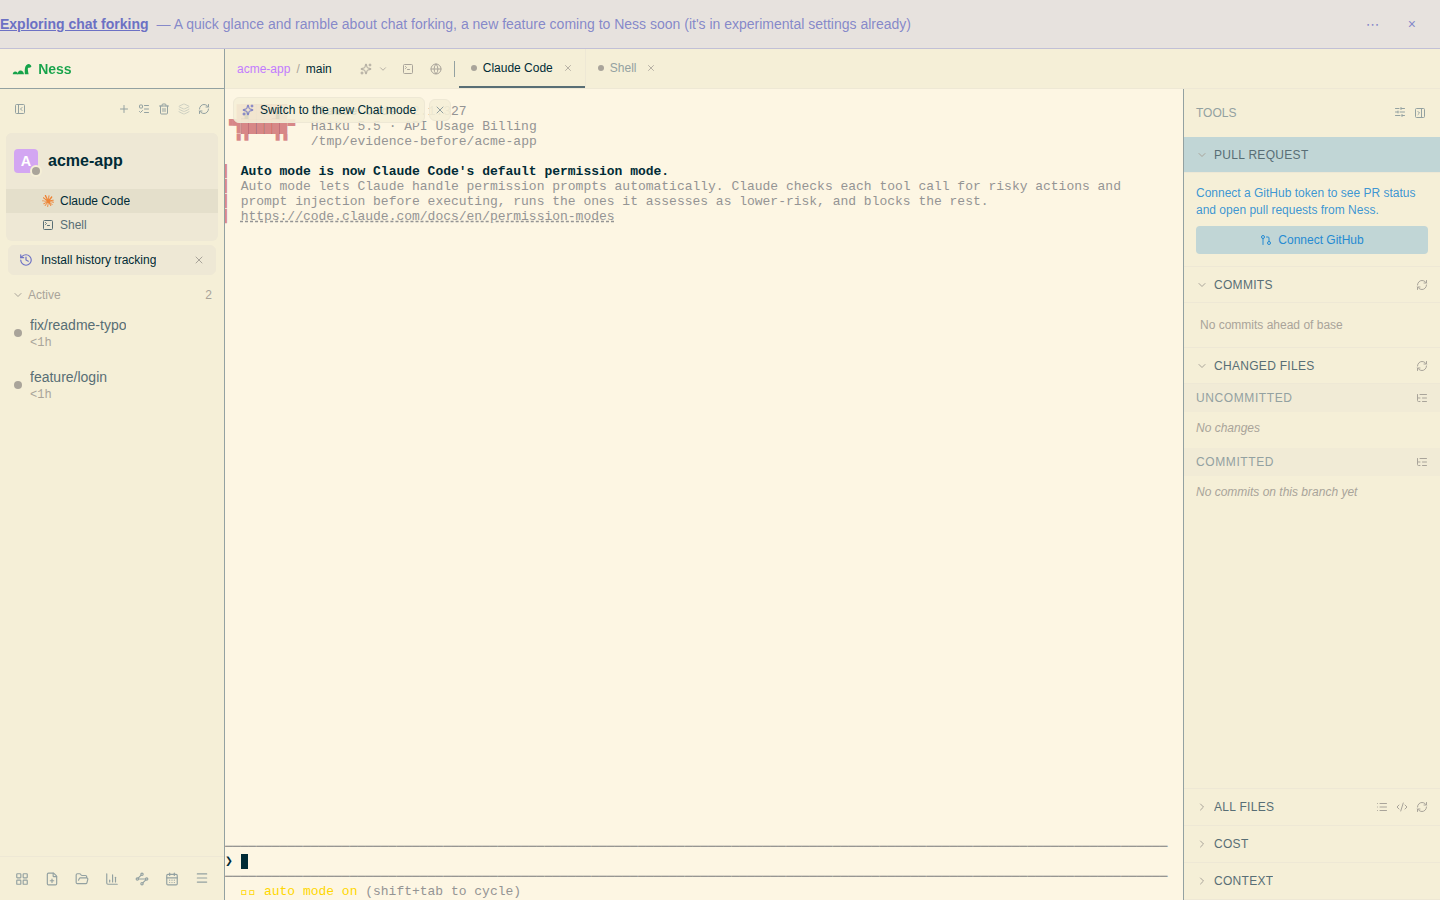 Exploring chat forking — A quick glance and ramble about chat forking, a new feature coming to Ness soon (it's in experimental settings already)
Ness
acme-app / main
Claude Code
Shell
A
acme-app
Claude Code
Shell
Install history tracking
Active 2
fix/readme-typo
<1h
feature/login
<1h
Switch to the new Chat mode
27
Haiku 5.5 · API Usage Billing
/tmp/evidence-before/acme-app
Auto mode is now Claude Code's default permission mode.
Auto mode lets Claude handle permission prompts automatically. Claude checks each tool call for risky actions and
prompt injection before executing, runs the ones it assesses as lower-risk, and blocks the rest.
https://code.claude.com/docs/en/permission-modes
❯
auto mode on (shift+tab to cycle)
TOOLS
PULL REQUEST
Connect a GitHub token to see PR status
and open pull requests from Ness.
Connect GitHub
COMMITS
No commits ahead of base
CHANGED FILES
UNCOMMITTED
No changes
COMMITTED
No commits on this branch yet
ALL FILES
COST
CONTEXT